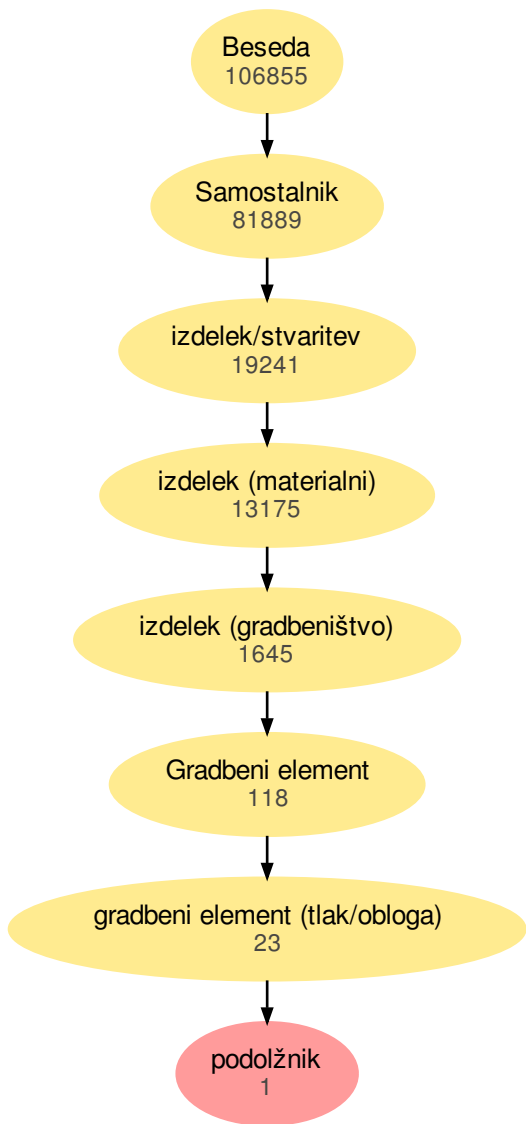 Beseda
106855
Samostalnik
81889
izdelek/stvaritev
19241
izdelek (materialni)
13175
izdelek (gradbeništvo)
1645
Gradbeni element
118
gradbeni element (tlak/obloga)
23
podolžnik
1